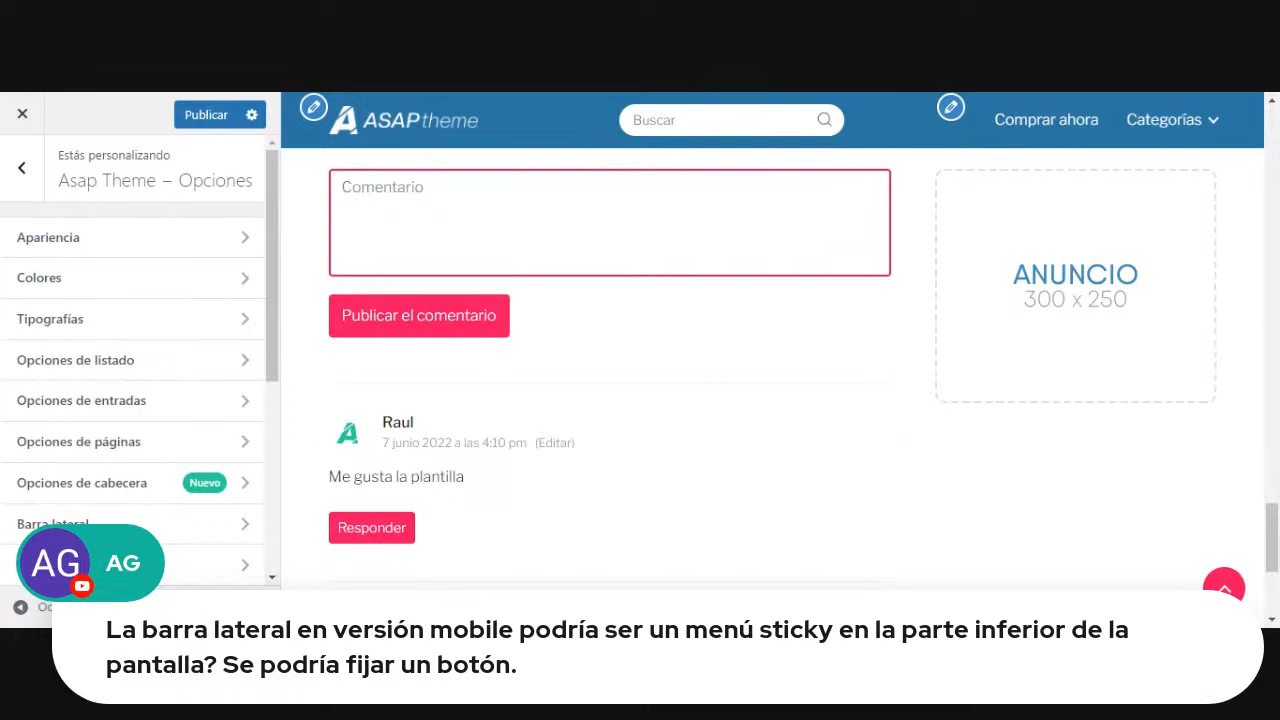 Publicar
Estás personalizando
Asap Theme – Opciones
Apariencia
Colores
Tipografías
Opciones de listado
Opciones de entradas
Opciones de páginas
Opciones de cabecera
Nuevo
Barra lateral
ASAPtheme
Buscar
Comprar ahora
Categorías
Comentario
Publicar el comentario
ANUNCIO
300 x 250
Raul
7 junio 2022 a las 4:10 pm (Editar)
Me gusta la plantilla
Responder
AG
AG
La barra lateral en versión mobile podría ser un menú sticky en la parte inferior de la
pantalla? Se podría fijar un botón.